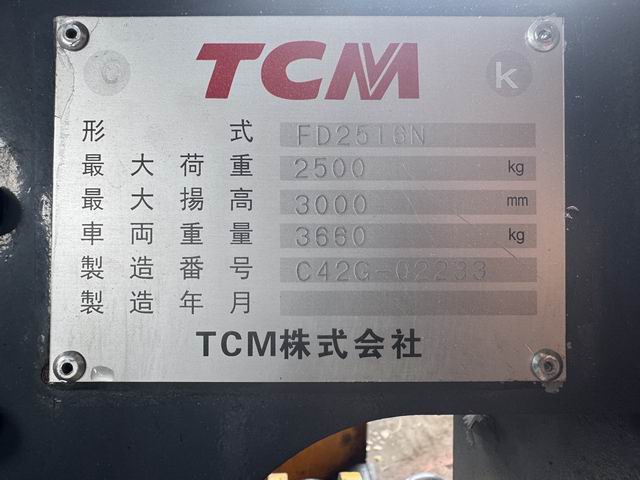 TCM
k
形式 FD25T6N
最大荷重 2500 kg
最大揚高 3000 mm
車両重量 3660 kg
製造番号 C42G-02233
製造年月
TCM株式会社